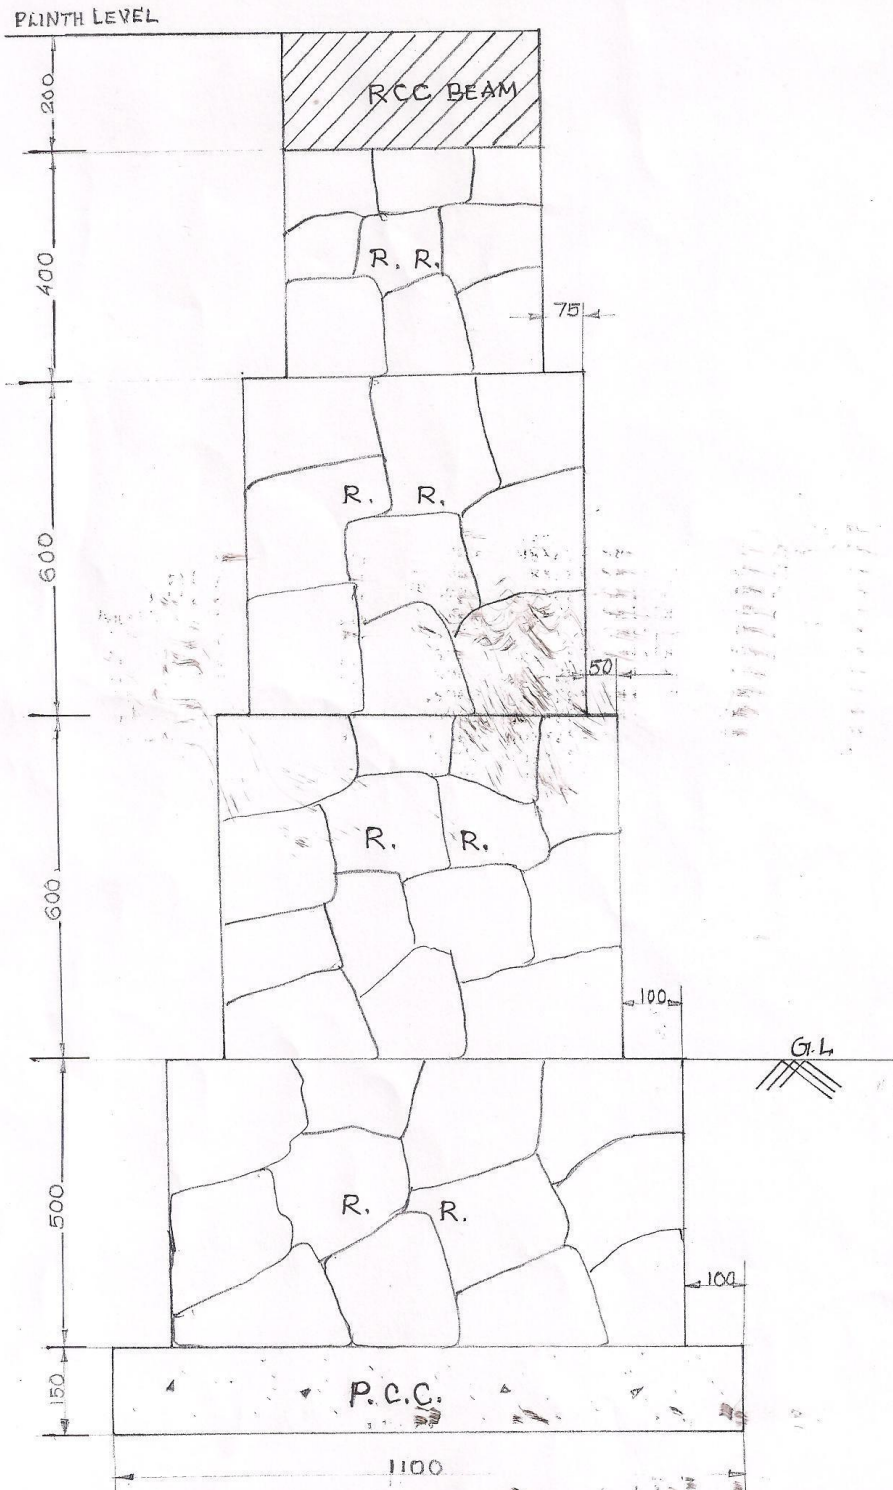 PLINTH LEVEL
200
RCC BEAM
400
R. R.
75
600
R. R.
50
600
R. R.
100
G.L
500
R. R.
100
150
P.C.C.
1100